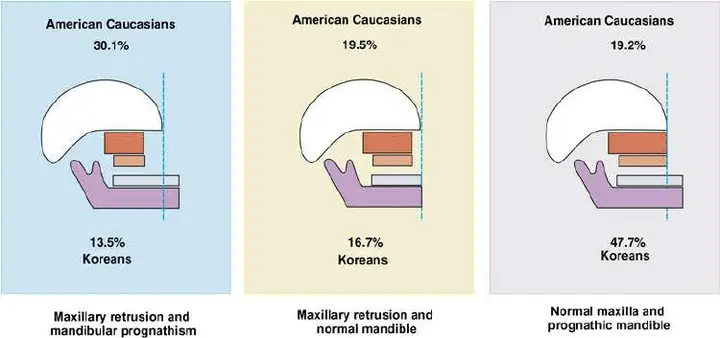 American Caucasians
30.1%
13.5%
Koreans
Maxillary retrusion and
mandibular prognathism
American Caucasians
19.5%
16.7%
Koreans
Maxillary retrusion and
normal mandible
American Caucasians
19.2%
47.7%
Koreans
Normal maxilla and
prognathic mandible